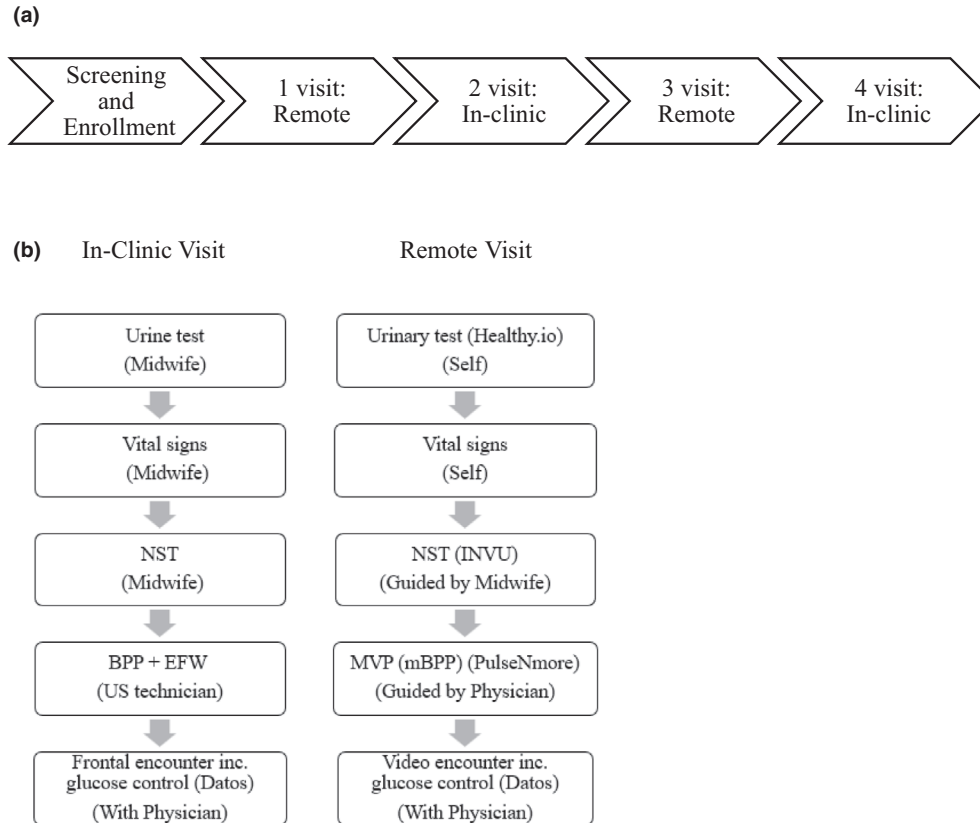 (a)
Screening
and
Enrollment
1 visit:
Remote
2 visit:
In-clinic
3 visit:
Remote
4 visit:
In-clinic
(b)
In-Clinic Visit
Urine test
(Midwife)
Vital signs
(Midwife)
NST
(Midwife)
BPP + EFW
(US technician)
Frontal encounter inc.
glucose control (Datos)
(With Physician)
Remote Visit
Urinary test (Healthy.io)
(Self)
Vital signs
(Self)
NST (INVU)
(Guided by Midwife)
MVP (mBPP) (PulseNmore)
(Guided by Physician)
Video encounter inc.
glucose control (Datos)
(With Physician)